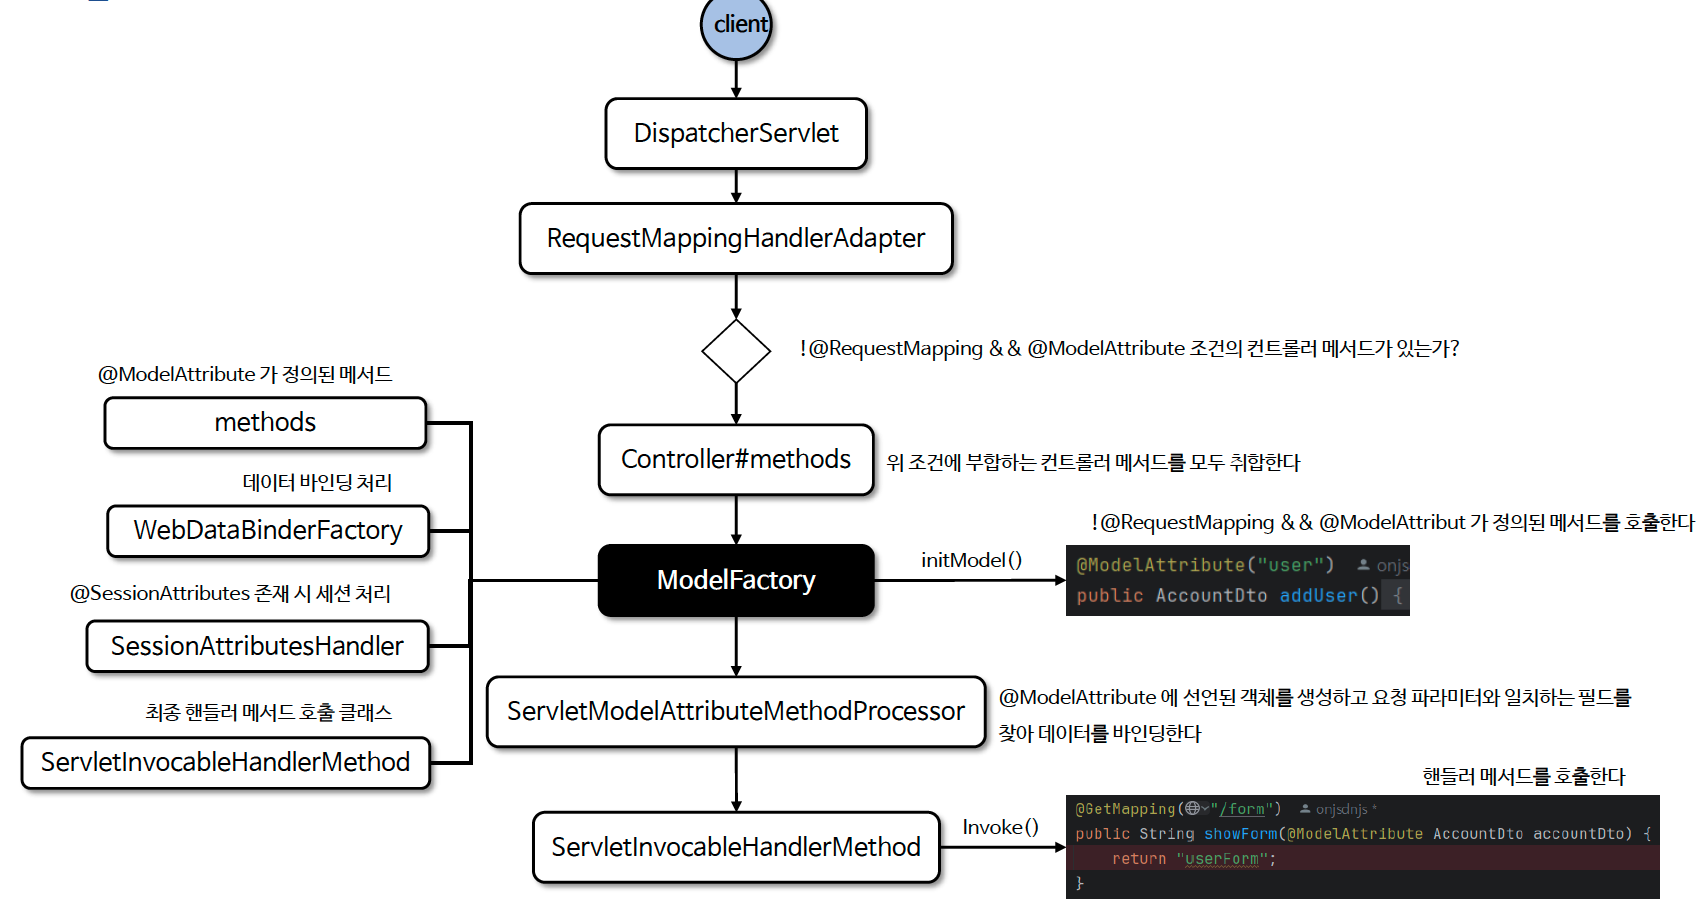 client
DispatcherServlet
RequestMappingHandlerAdapter
!@RequestMapping && @ModelAttribute 조건의 컨트롤러 메서드가 있는가?
@ModelAttribute 가 정의된 메서드
methods
Controller#methods
위 조건에 부합하는 컨트롤러 메서드를 모두 취합한다
데이터 바인딩 처리
WebDataBinderFactory
!@RequestMapping && @ModelAttribut 가 정의된 메서드를 호출한다
ModelFactory
initModel()
@ModelAttribute("user") onjs
public AccountDto addUser() {
@SessionAttributes 존재 시 세션 처리
SessionAttributesHandler
ServletModelAttributeMethodProcessor
@ModelAttribute 에 선언된 객체를 생성하고 요청 파라미터와 일치하는 필드를
찾아 데이터를 바인딩한다
최종 핸들러 메서드 호출 클래스
ServletInvocableHandlerMethod
핸들러 메서드를 호출한다
ServletInvocableHandlerMethod
Invoke()
@GetMapping("/form") onjsdnjs *
public String showForm(@ModelAttribute AccountDto accountDto) {
return "userForm";
}